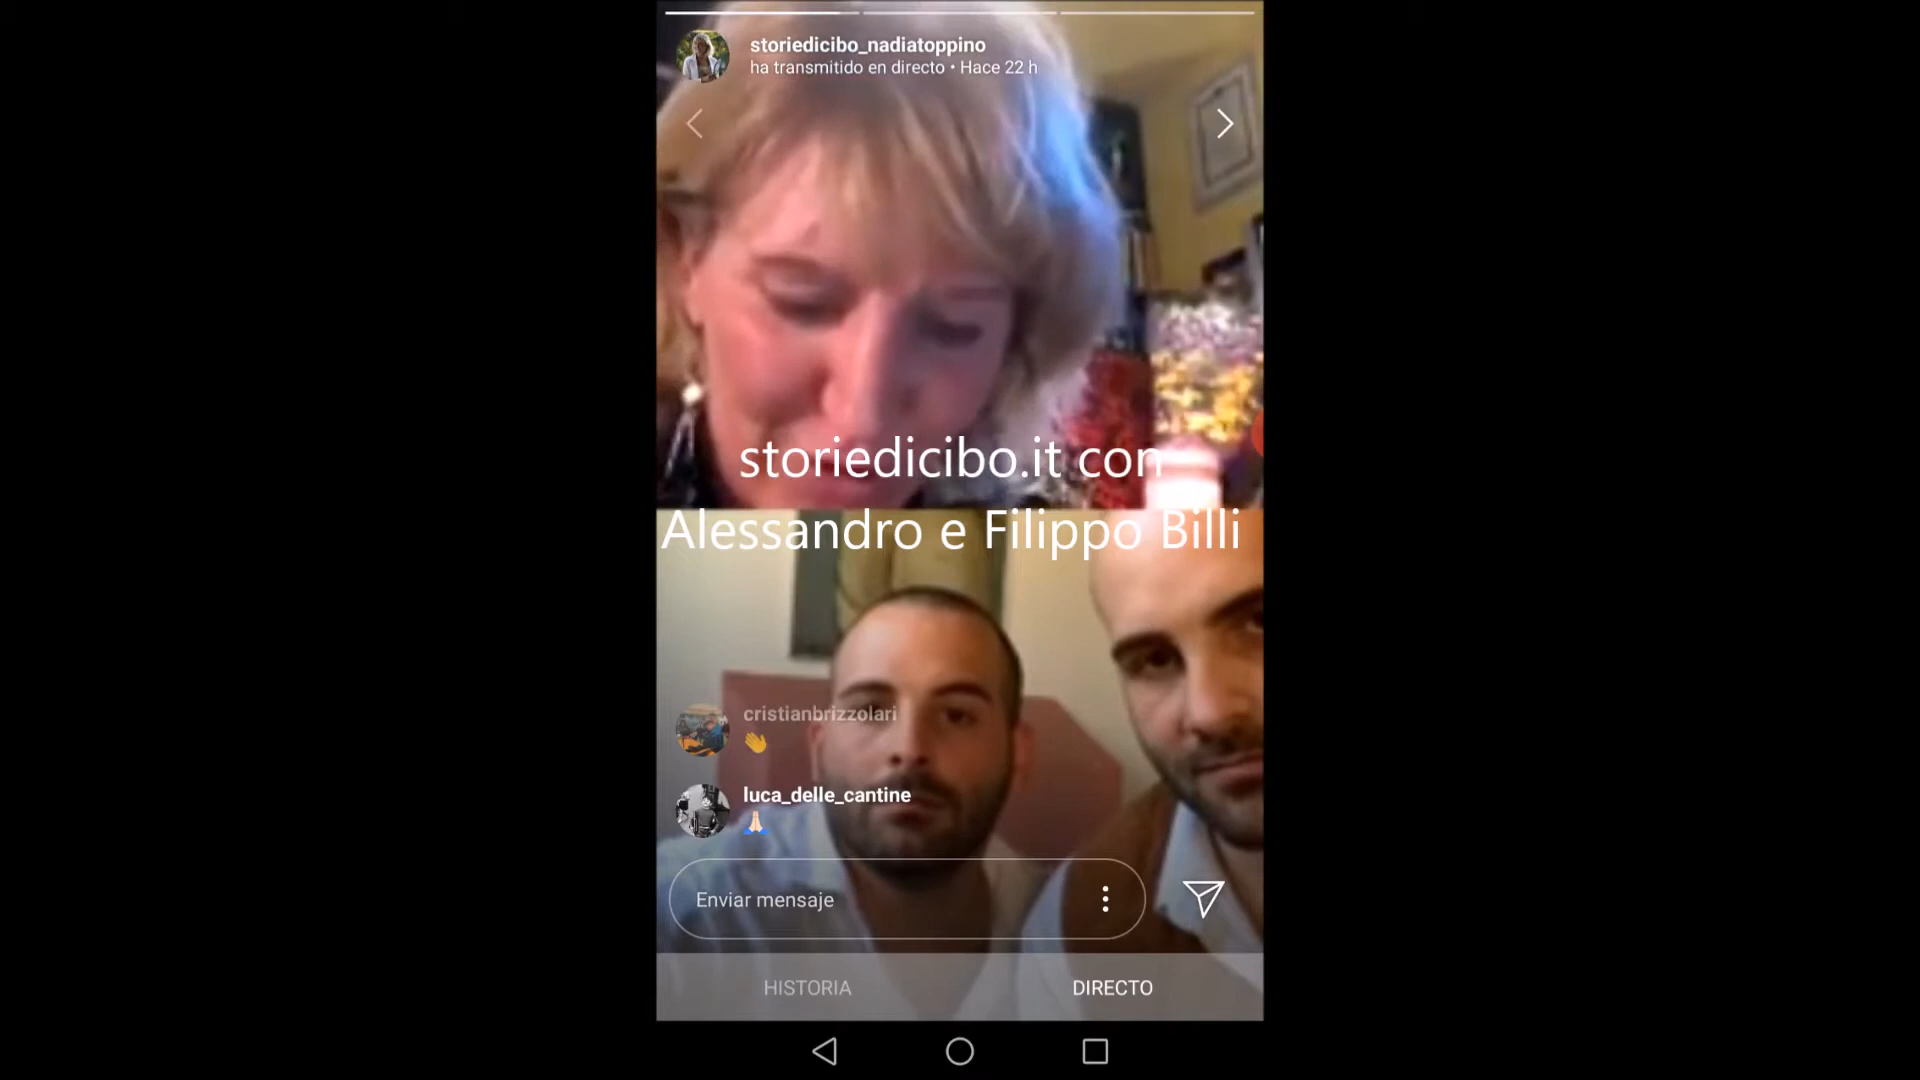 storiedicibo_nadiatoppino
ha transmitido en directo • Hace 22 h
storiedicibo.it con
Alessandro e Filippo Billi
cristianbrizzolari
👋
luca_delle_cantine
🙏🏻
Enviar mensaje
HISTORIA
DIRECTO